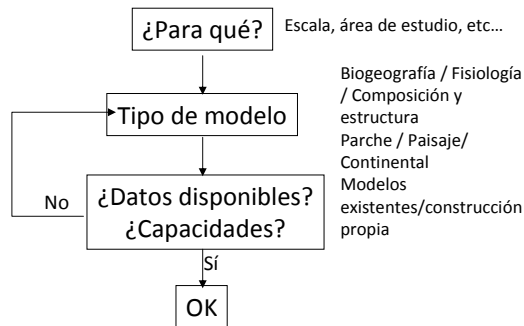 ¿Para qué?
Escala, área de estudio, etc…
Tipo de modelo
Biogeografía / Fisiología
/ Composición y
estructura
Parche / Paisaje/
Continental
Modelos
existentes/construcción
propia
¿Datos disponibles?
¿Capacidades?
No
Sí
OK